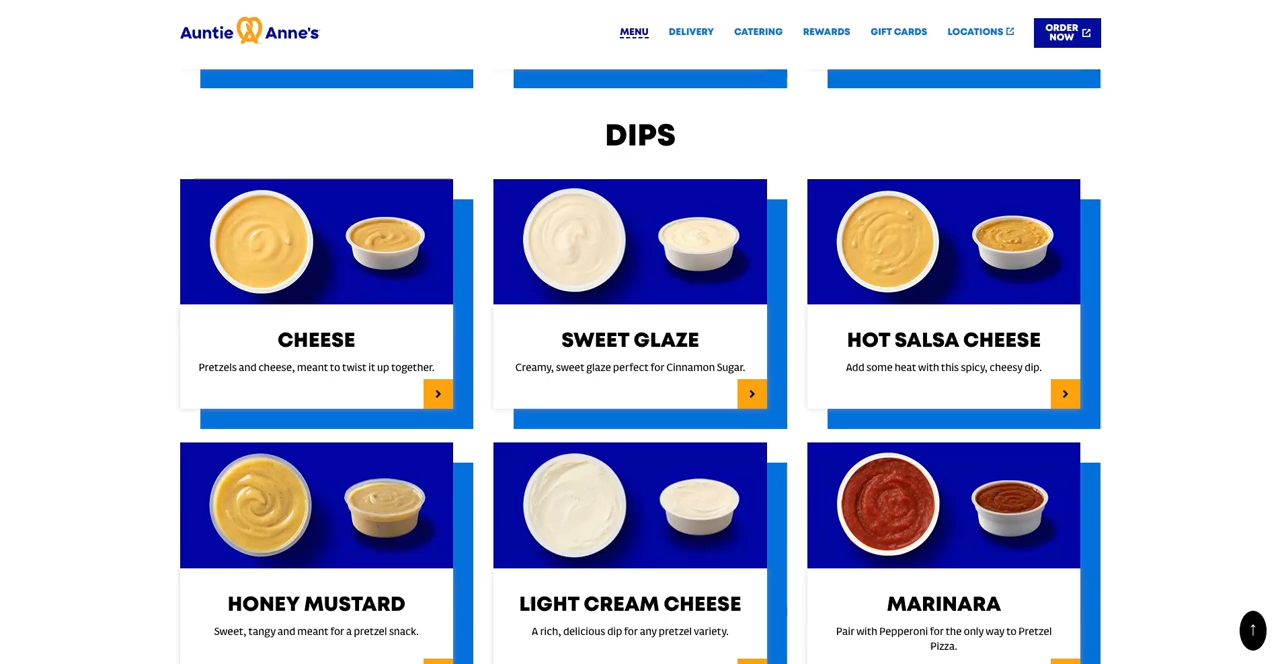 Auntie Anne's
MENU
DELIVERY
CATERING
REWARDS
GIFT CARDS
LOCATIONS
ORDER
NOW
DIPS
CHEESE
Pretzels and cheese, meant to twist it up together.
SWEET GLAZE
Creamy, sweet glaze perfect for Cinnamon Sugar.
HOT SALSA CHEESE
Add some heat with this spicy, cheesy dip.
HONEY MUSTARD
Sweet, tangy and meant for a pretzel snack.
LIGHT CREAM CHEESE
A rich, delicious dip for any pretzel variety.
MARINARA
Pair with Pepperoni for the only way to Pretzel
Pizza.